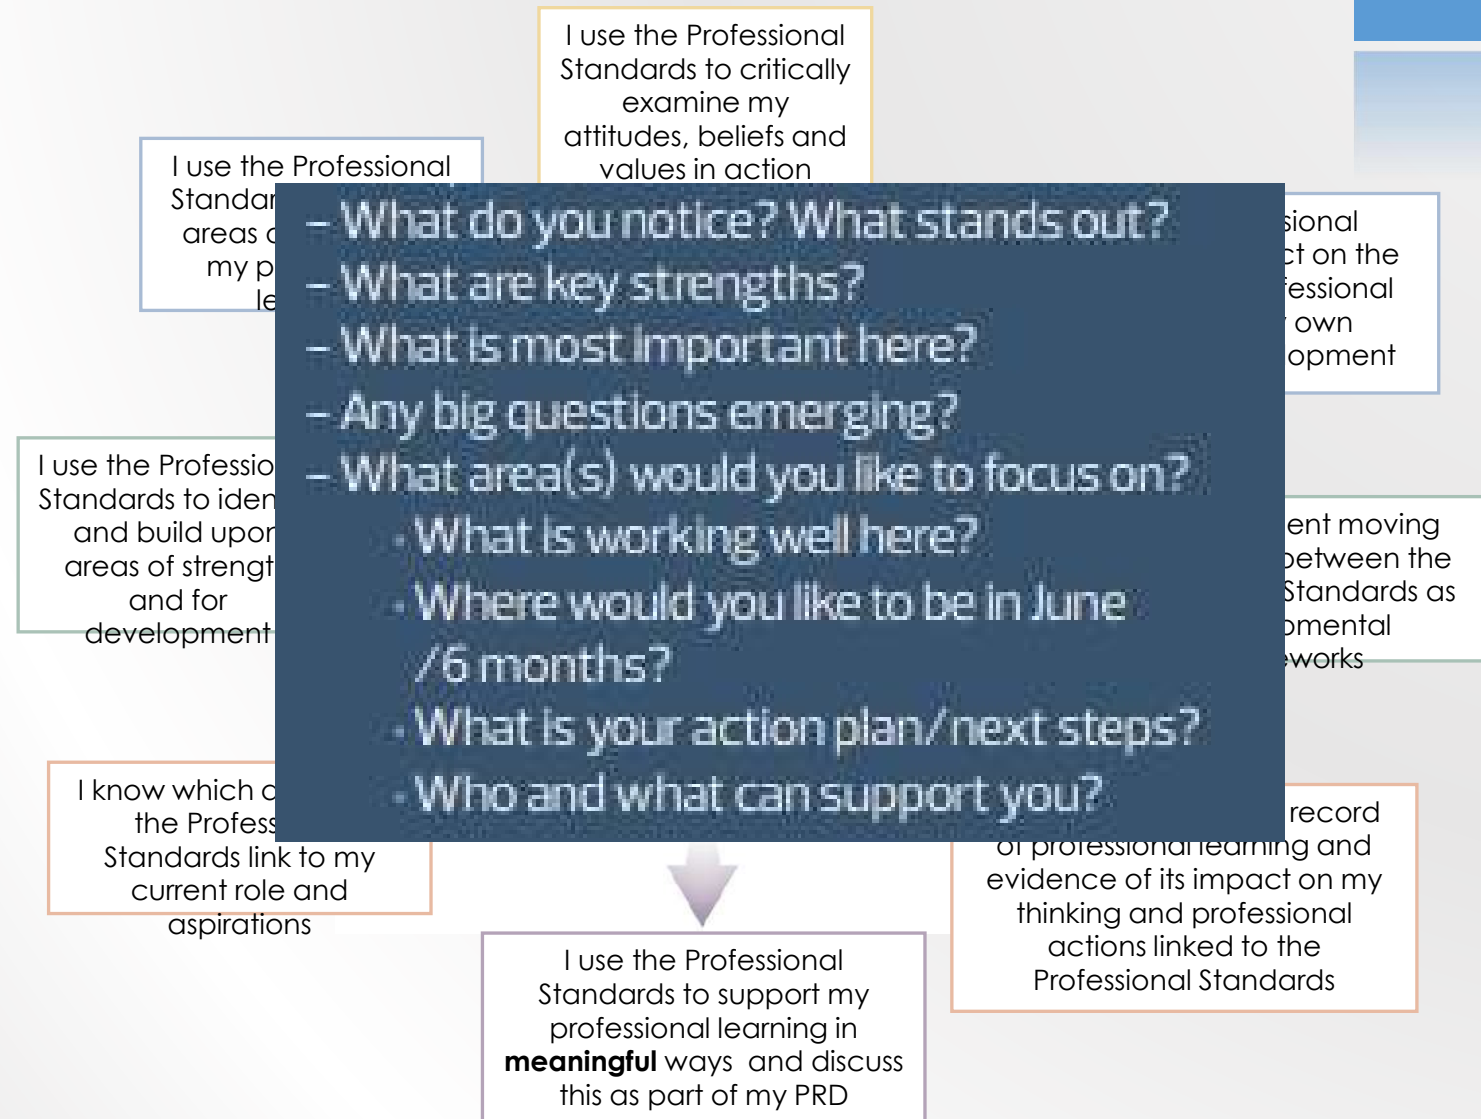 I use the Professional
Standards to critically
examine my
attitudes, beliefs and
values in action
I use the Professional
Standar
areas
my p
le
– What do you notice? What stands out?
– What are key strengths?
– What is most important here?
– Any big questions emerging?
– What area(s) would you like to focus on?
· What is working well here?
· Where would you like to be in June
/6 months?
· What is your action plan/next steps?
· Who and what can support you?
sional
ct on the
fessional
own
opment
I use the Professio
Standards to iden
and build upon
areas of strengt
and for
development
ent moving
between the
Standards as
omental
eworks
I know which
the Profess
Standards link to my
current role and
aspirations
record
of professional learning and
evidence of its impact on my
thinking and professional
actions linked to the
Professional Standards
I use the Professional
Standards to support my
professional learning in
meaningful ways and discuss
this as part of my PRD